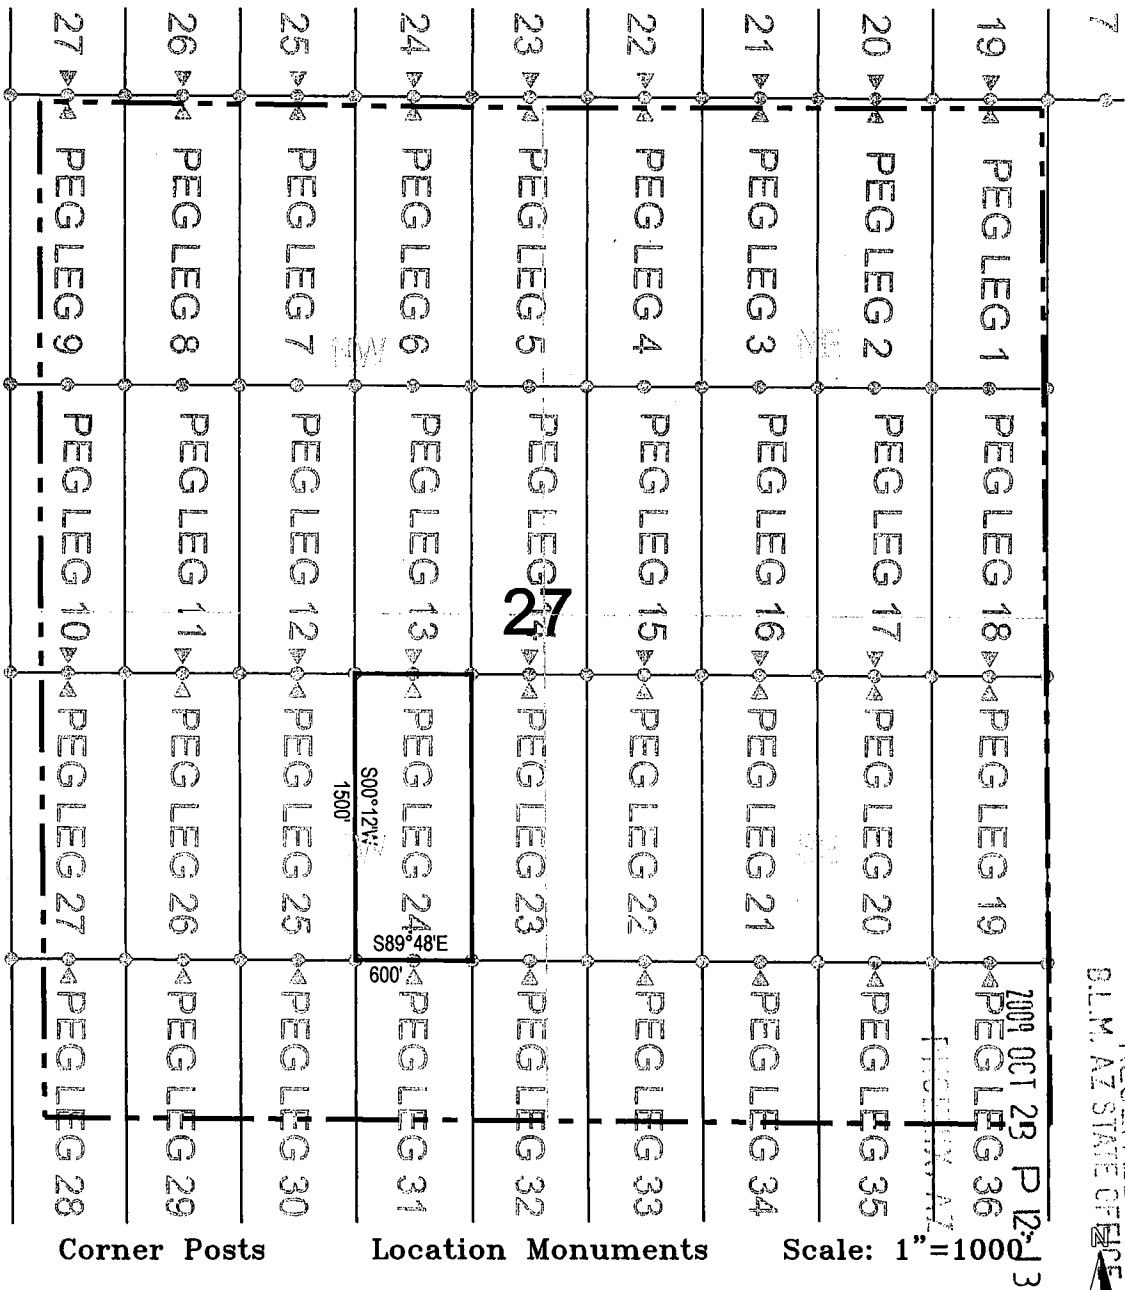 27 26 25 24 23 22 21 20 19 7
PEG LEG 9
PEG LEG 8
PEG LEG 7
PEG LEG 6
PEG LEG 5
PEG LEG 4
PEG LEG 3
PEG LEG 2
PEG LEG 1
NW
NE
PEG LEG 10
PEG LEG 11
PEG LEG 12
PEG LEG 13
PEG LEG
PEG LEG 15
PEG LEG 16
PEG LEG 17
PEG LEG 18
27
PEG LEG 27
PEG LEG 26
PEG LEG 25
PEG LEG 24
PEG LEG 23
PEG LEG 22
PEG LEG 21
PEG LEG 20
PEG LEG 19
S00°12'W
1500'
S89°48'E
600'
PEG LEG 28
PEG LEG 29
PEG LEG 30
PEG LEG 31
PEG LEG 32
PEG LEG 33
PEG LEG 34
PEG LEG 35
PEG LEG 36
B.L.M. AZ STATE OFFICE
2009 OCT 23 P 12:
Corner Posts Location Monuments Scale: 1"=1000